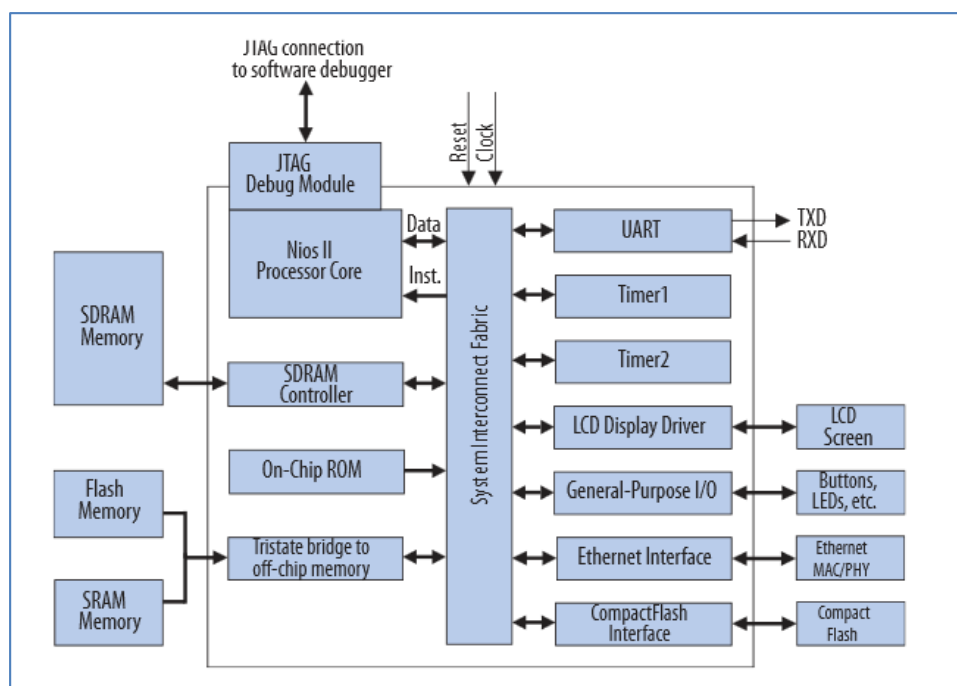 JTAG connection
to software debugger
Reset
Clock
JTAG
Debug Module
Nios II
Processor Core
Data
Inst.
System Interconnect Fabric
UART
TXD
RXD
Timer1
Timer2
SDRAM
Memory
SDRAM
Controller
LCD Display Driver
LCD
Screen
On-Chip ROM
General-Purpose I/O
Buttons,
LEDs, etc.
Flash
Memory
Tristate bridge to
off-chip memory
Ethernet Interface
Ethernet
MAC/PHY
SRAM
Memory
CompactFlash
Interface
Compact
Flash